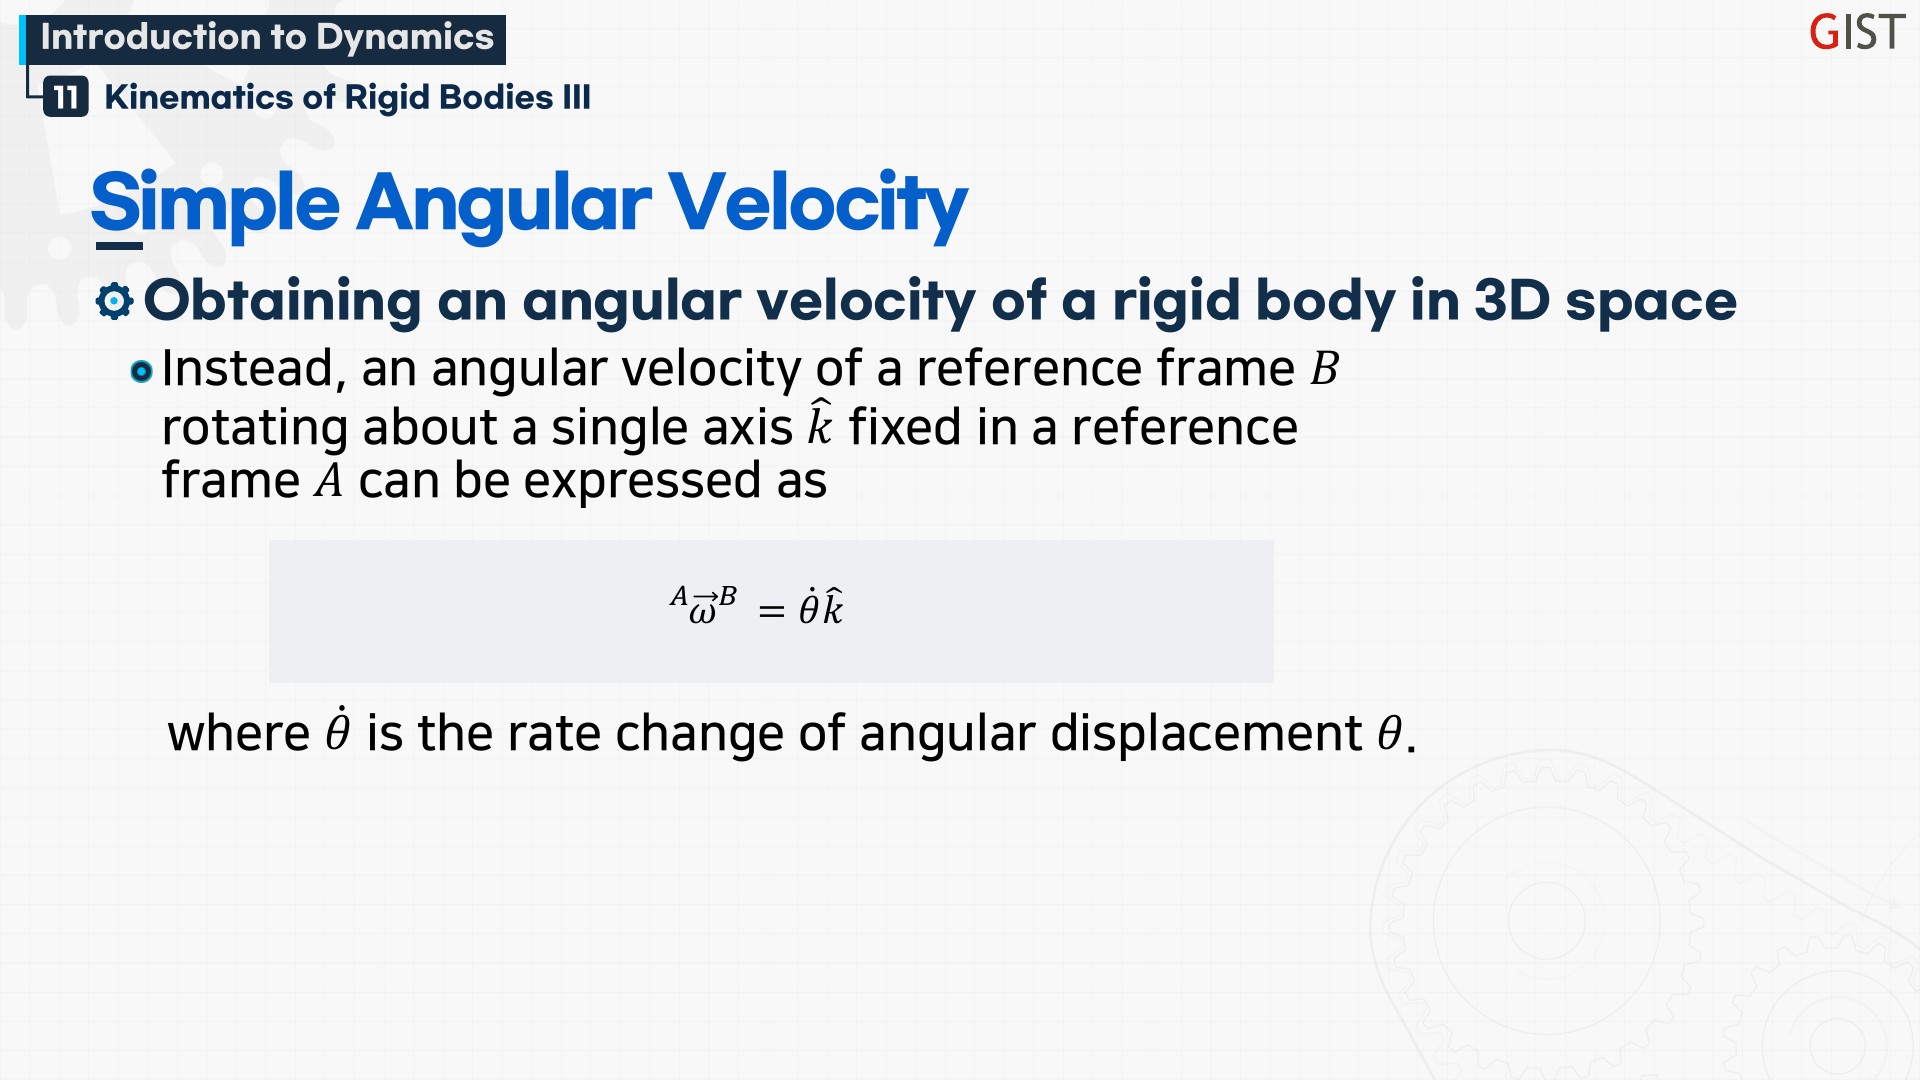 Introduction to Dynamics
GIST
11 Kinematics of Rigid Bodies III
Simple Angular Velocity
Obtaining an angular velocity of a rigid body in 3D space
Instead, an angular velocity of a reference frame B
rotating about a single axis k̂ fixed in a reference
frame A can be expressed as
ᴬω⃗ᴮ = θ̇k̂
where θ̇ is the rate change of angular displacement θ.